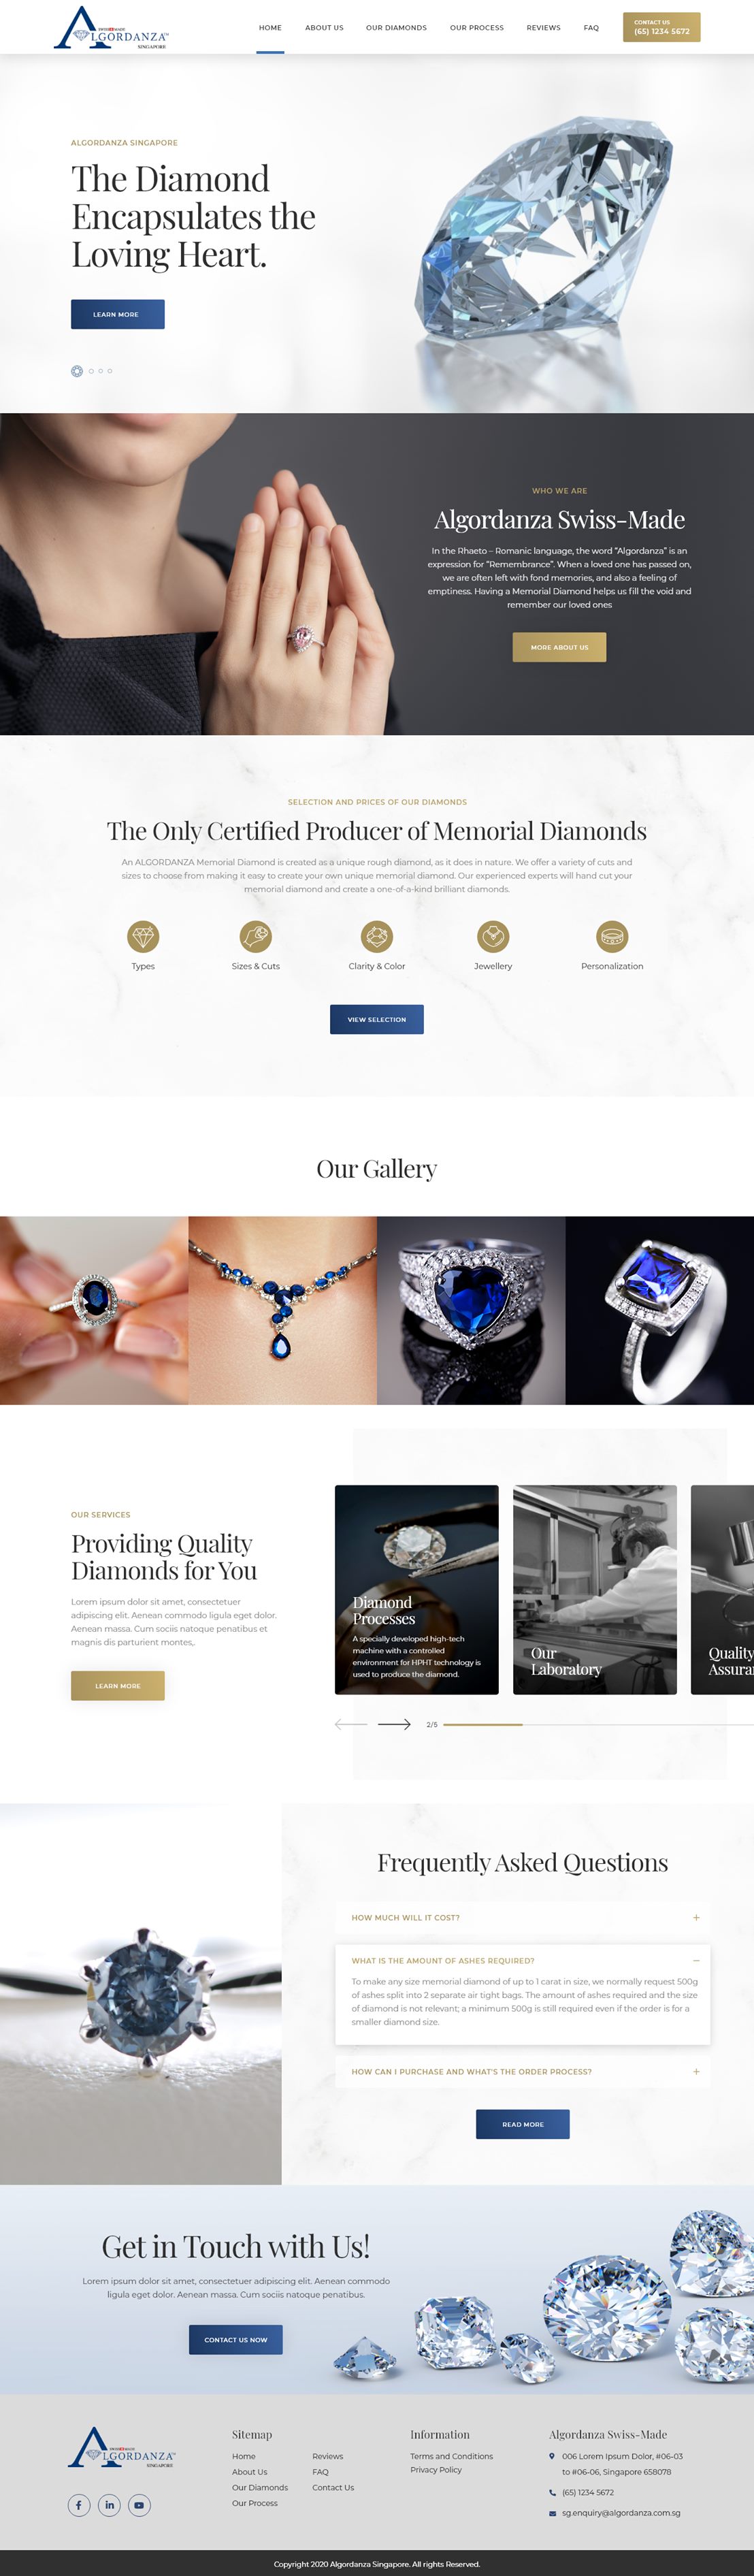 SWISS MADE
ALGORDANZA™
SINGAPORE
HOME
ABOUT US
OUR DIAMONDS
OUR PROCESS
REVIEWS
FAQ
CONTACT US
(65) 1234 5672
ALGORDANZA SINGAPORE
The Diamond
Encapsulates the
Loving Heart.
LEARN MORE
WHO WE ARE
Algordanza Swiss-Made
In the Rhaeto – Romanic language, the word "Algordanza" is an
expression for "Remembrance". When a loved one has passed on,
we are often left with fond memories, and also a feeling of
emptiness. Having a Memorial Diamond helps us fill the void and
remember our loved ones
MORE ABOUT US
SELECTION AND PRICES OF OUR DIAMONDS
The Only Certified Producer of Memorial Diamonds
An ALGORDANZA Memorial Diamond is created as a unique rough diamond, as it does in nature. We offer a variety of cuts and
sizes to choose from making it easy to create your own unique memorial diamond. Our experienced experts will hand cut your
memorial diamond and create a one-of-a-kind brilliant diamonds.
Types
Sizes & Cuts
Clarity & Color
Jewellery
Personalization
VIEW SELECTION
Our Gallery
OUR SERVICES
Providing Quality
Diamonds for You
Lorem ipsum dolor sit amet, consectetuer
adipiscing elit. Aenean commodo ligula eget dolor.
Aenean massa. Cum sociis natoque penatibus et
magnis dis parturient montes,.
LEARN MORE
Diamond
Processes
A specially developed high-tech
machine with a controlled
environment for HPHT technology is
used to produce the diamond.
Our
Laboratory
Quality
Assura
2/5
Frequently Asked Questions
HOW MUCH WILL IT COST?
+
WHAT IS THE AMOUNT OF ASHES REQUIRED?
−
To make any size memorial diamond of up to 1 carat in size, we normally request 500g
of ashes split into 2 separate air tight bags. The amount of ashes required and the size
of diamond is not relevant; a minimum 500g is still required even if the order is for a
smaller diamond size.
HOW CAN I PURCHASE AND WHAT'S THE ORDER PROCESS?
+
READ MORE
Get in Touch with Us!
Lorem ipsum dolor sit amet, consectetuer adipiscing elit. Aenean commodo
ligula eget dolor. Aenean massa. Cum sociis natoque penatibus.
CONTACT US NOW
SWISS MADE
ALGORDANZA™
SINGAPORE
Sitemap
Home
About Us
Our Diamonds
Our Process
Reviews
FAQ
Contact Us
Information
Terms and Conditions
Privacy Policy
Algordanza Swiss-Made
006 Lorem Ipsum Dolor, #06-03
to #06-06, Singapore 658078
(65) 1234 5672
sg.enquiry@algordanza.com.sg
Copyright 2020 Algordanza Singapore. All rights Reserved.